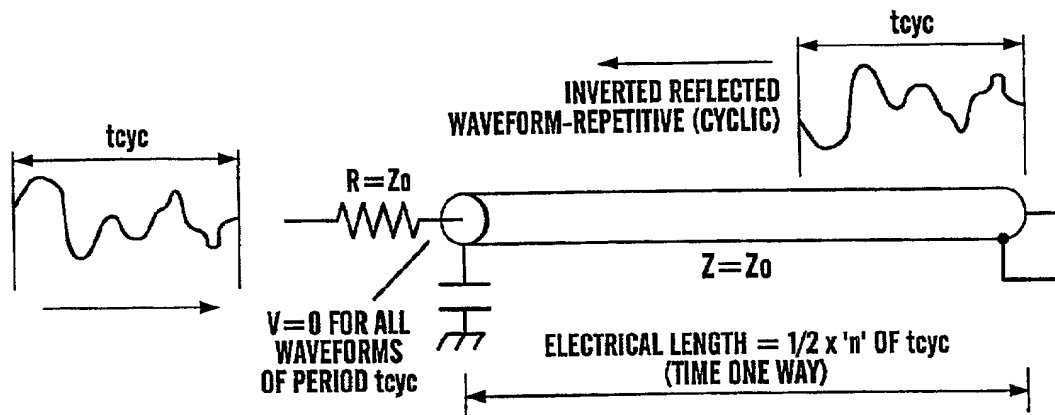 tcyc
INVERTED REFLECTED
WAVEFORM-REPETITIVE (CYCLIC)
tcyc
R=Zo
Z=Zo
V=0 FOR ALL
WAVEFORMS
OF PERIOD tcyc
ELECTRICAL LENGTH = 1/2 x 'n' OF tcyc
(TIME ONE WAY)